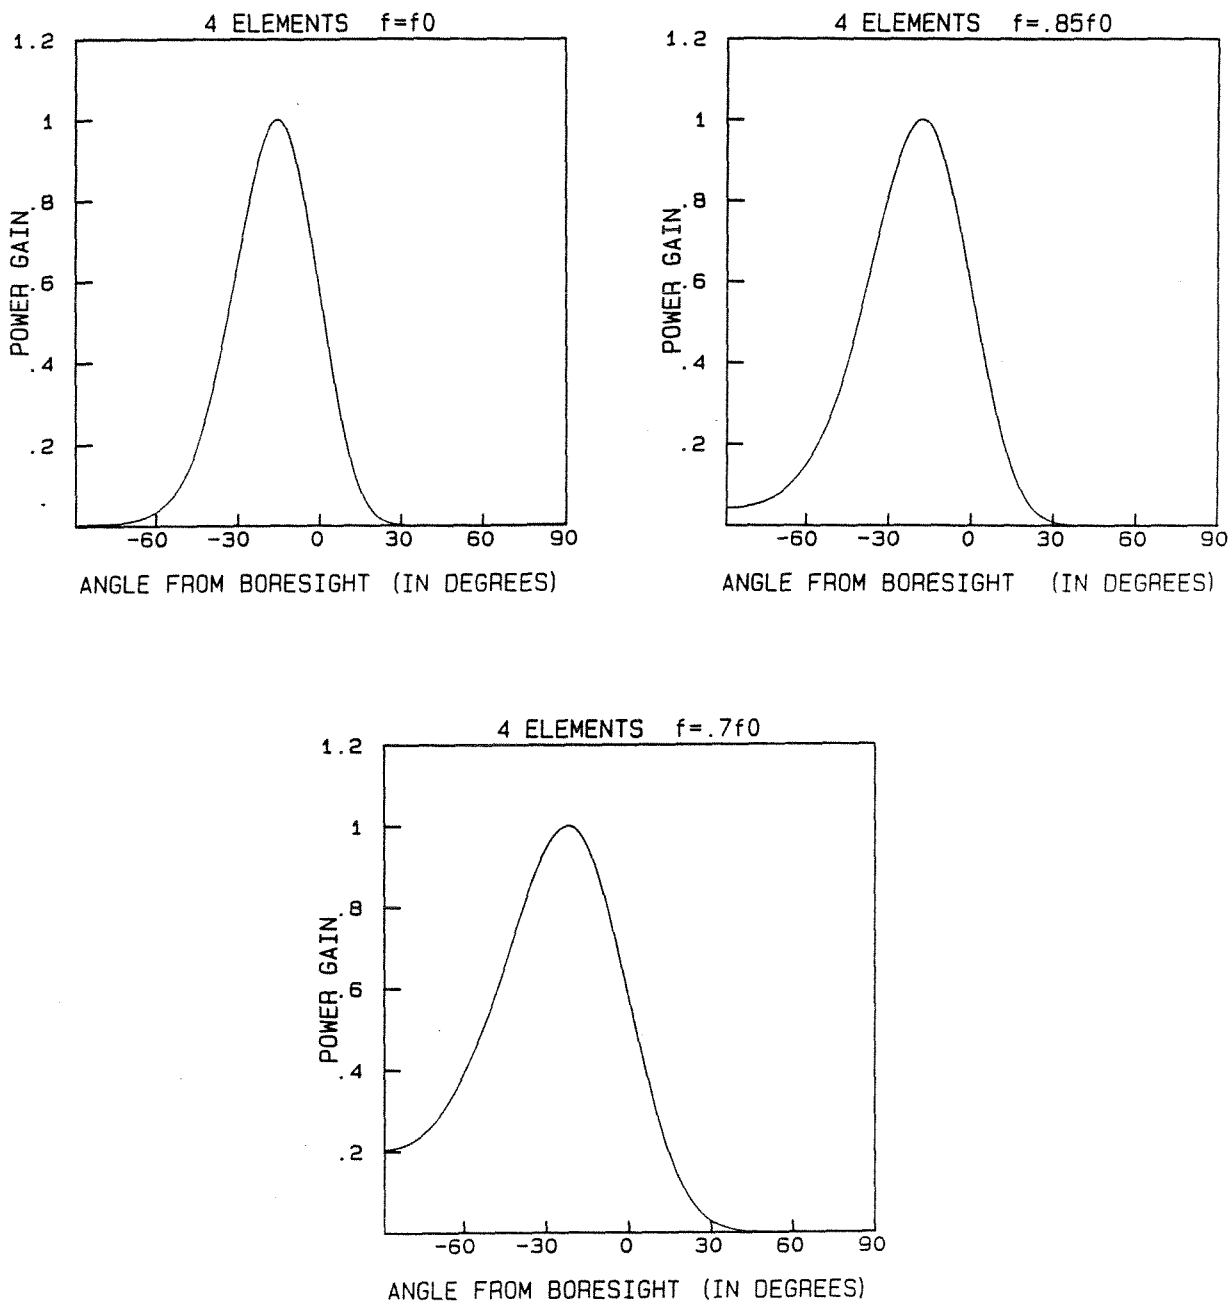 4 ELEMENTS f=f0
1.2
1
.8
.6
.4
.2
POWER GAIN
-60 -30 0 30 60 90
ANGLE FROM BORESIGHT (IN DEGREES)
4 ELEMENTS f=.85f0
1.2
1
.8
.6
.4
.2
POWER GAIN
-60 -30 0 30 60 90
ANGLE FROM BORESIGHT (IN DEGREES)
4 ELEMENTS f=.7f0
1.2
1
.8
.6
.4
.2
POWER GAIN
-60 -30 0 30 60 90
ANGLE FROM BORESIGHT (IN DEGREES)